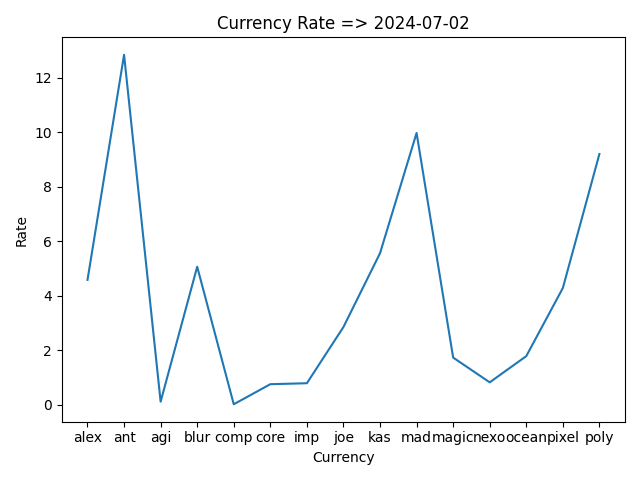 Currency Rate => 2024-07-02
12
10
8
6
4
2
0
Rate
alex ant agi blur comp core imp joe kas mad magic nexo ocean pixel poly
Currency